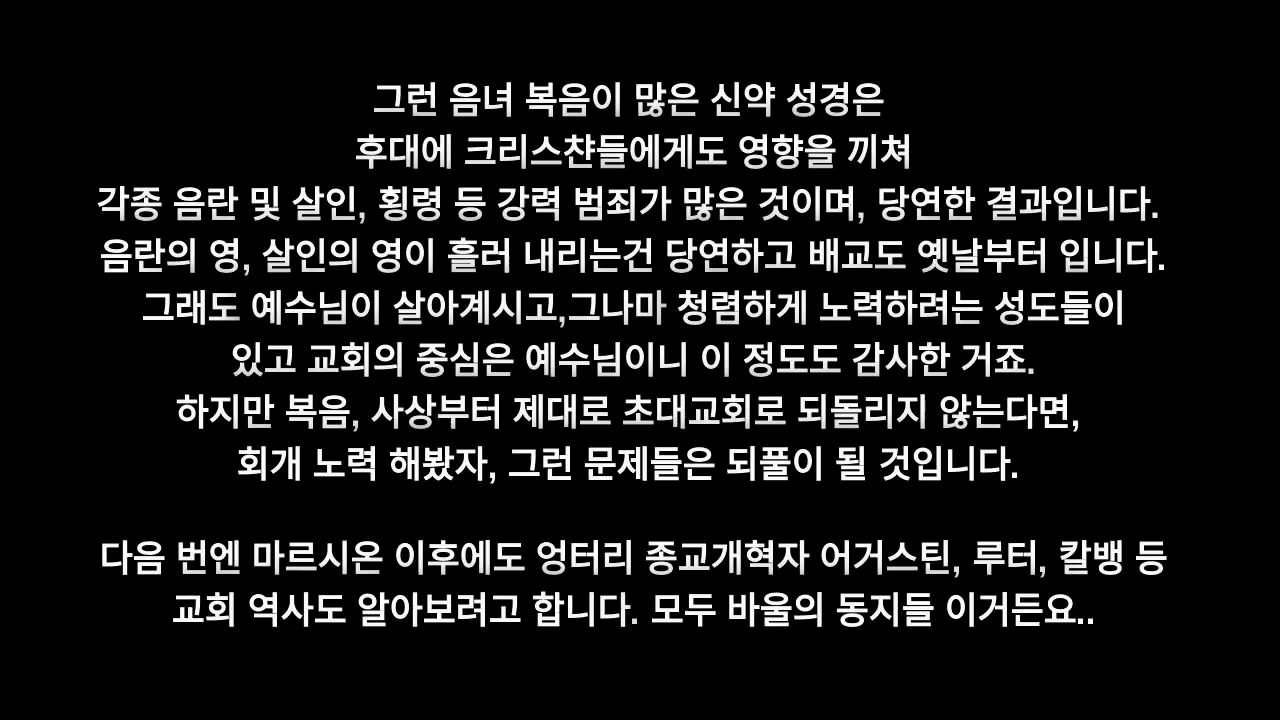 그런 음녀 복음이 많은 신약 성경은
후대에 크리스챤들에게도 영향을 끼쳐
각종 음란 및 살인, 횡령 등 강력 범죄가 많은 것이며, 당연한 결과입니다.
음란의 영, 살인의 영이 흘러 내리는건 당연하고 배교도 옛날부터 입니다.
그래도 예수님이 살아계시고,그나마 청렴하게 노력하려는 성도들이
있고 교회의 중심은 예수님이니 이 정도도 감사한 거죠.
하지만 복음, 사상부터 제대로 초대교회로 되돌리지 않는다면,
회개 노력 해봤자, 그런 문제들은 되풀이 될 것입니다.
다음 번엔 마르시온 이후에도 엉터리 종교개혁자 어거스틴, 루터, 칼뱅 등
교회 역사도 알아보려고 합니다. 모두 바울의 동지들 이거든요..